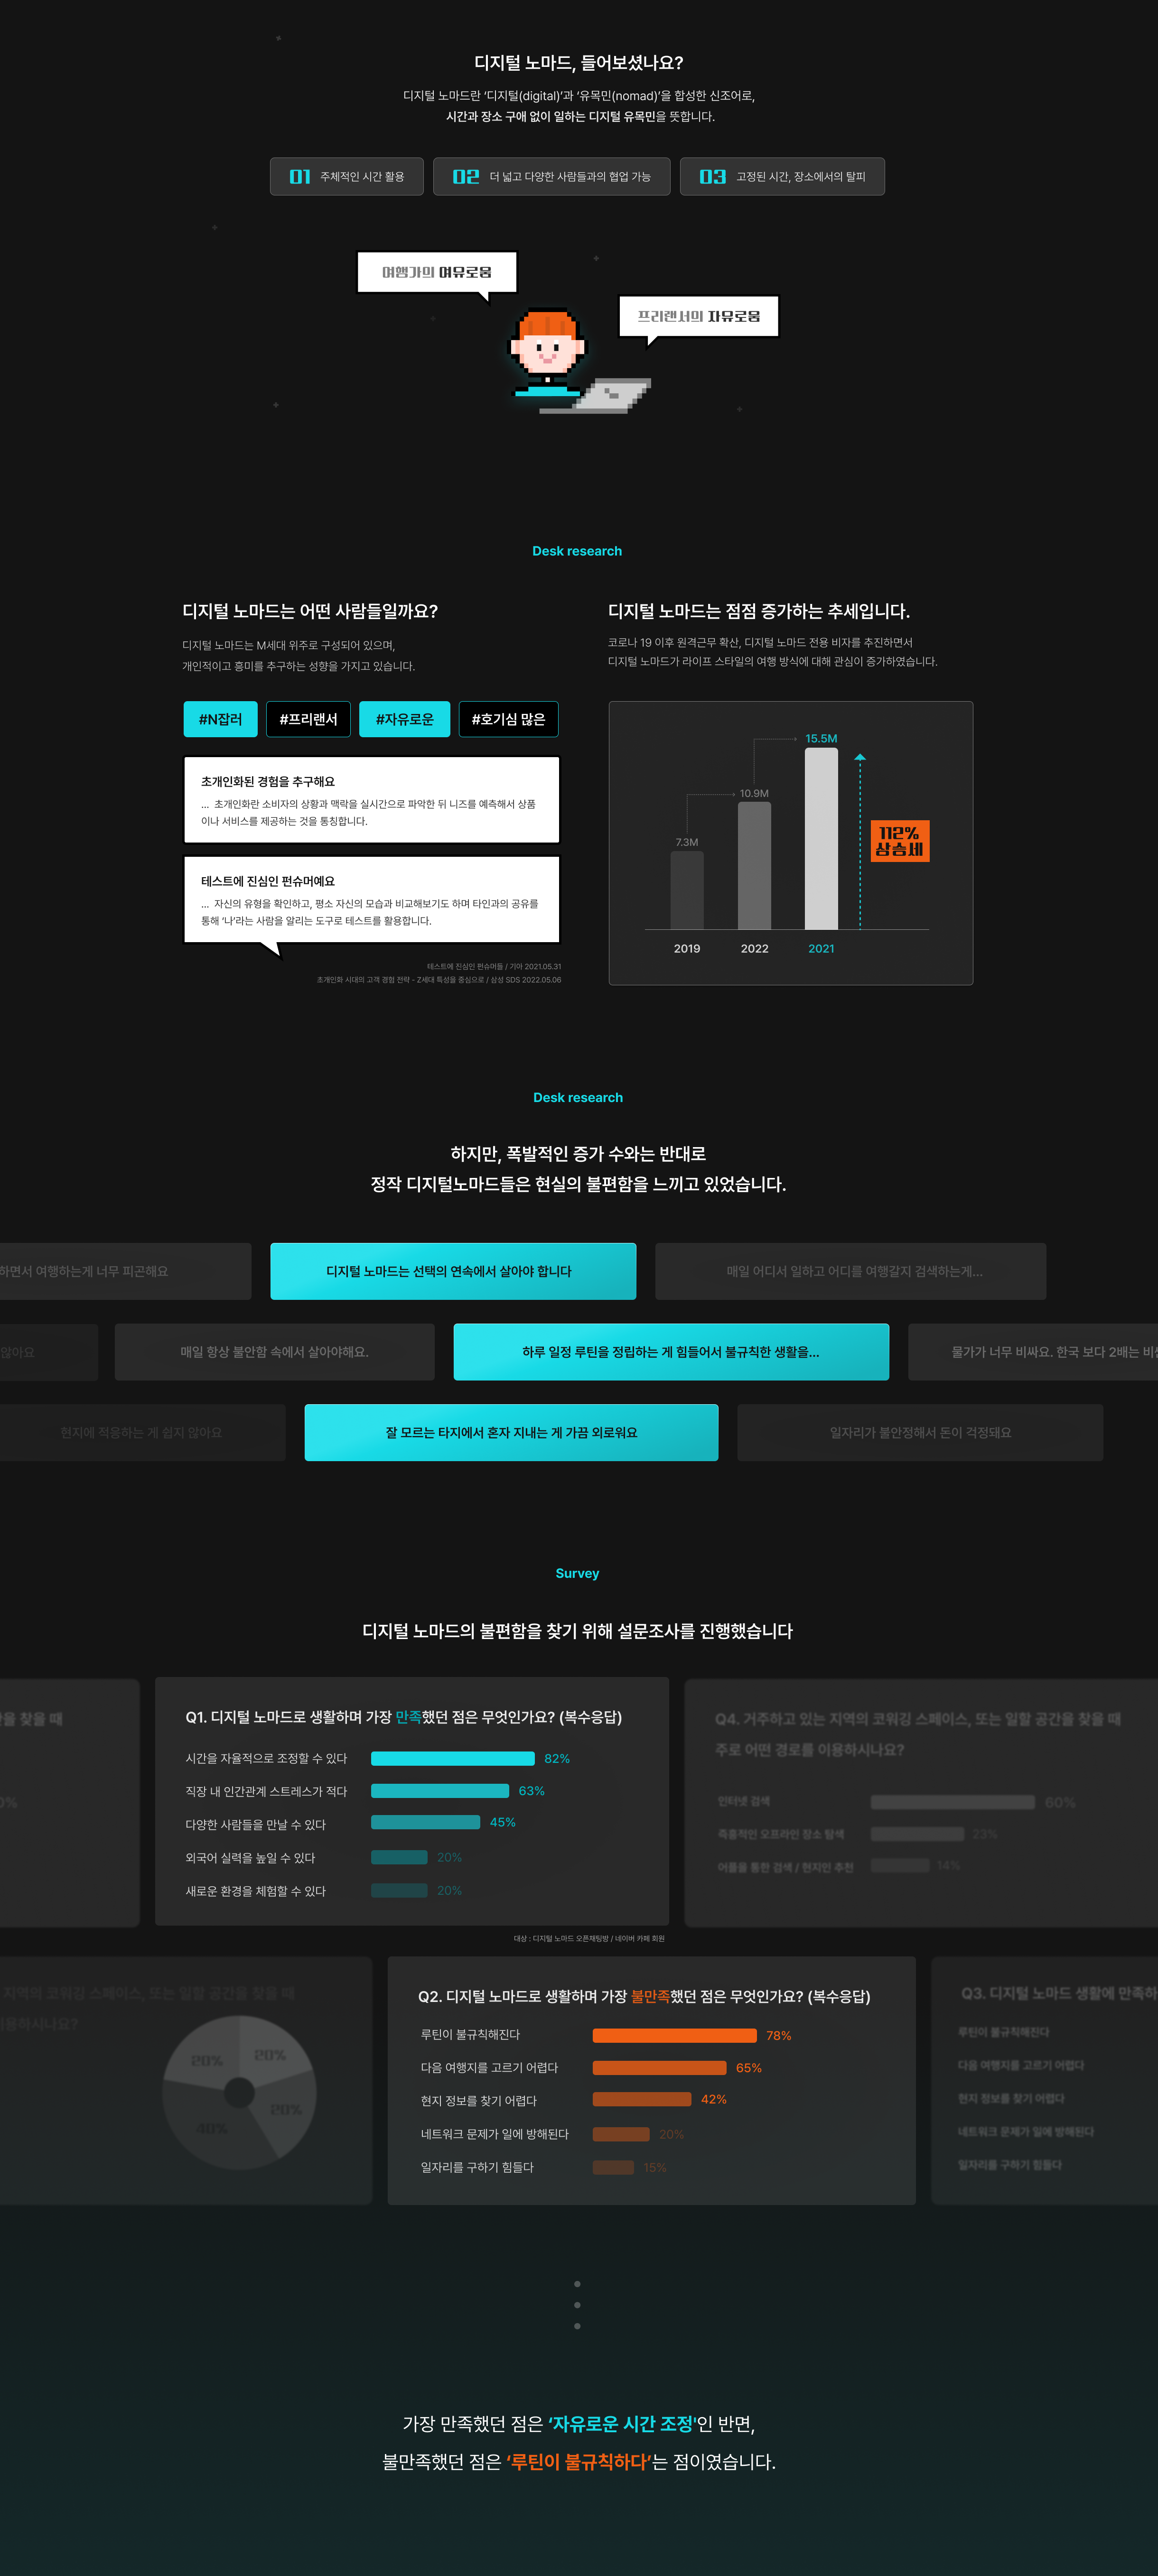 디지털 노마드, 들어보셨나요?
디지털 노마드란 ‘디지털(digital)’과 ‘유목민(nomad)’을 합성한 신조어로,
시간과 장소 구애 없이 일하는 디지털 유목민을 뜻합니다.
01 주체적인 시간 활용
02 더 넓고 다양한 사람들과의 협업 가능
03 고정된 시간, 장소에서의 탈피
여행가의 여유로움
프리랜서의 자유로움
Desk research
디지털 노마드는 어떤 사람들일까요?
디지털 노마드는 M세대 위주로 구성되어 있으며,
개인적이고 흥미를 추구하는 성향을 가지고 있습니다.
#N잡러
#프리랜서
#자유로운
#호기심 많은
초개인화된 경험을 추구해요
... 초개인화란 소비자의 상황과 맥락을 실시간으로 파악한 뒤 니즈를 예측해서 상품
이나 서비스를 제공하는 것을 통칭합니다.
테스트에 진심인 펀슈머예요
... 자신의 유형을 확인하고, 평소 자신의 모습과 비교해보기도 하며 타인과의 공유를
통해 ‘나’라는 사람을 알리는 도구로 테스트를 활용합니다.
테스트에 진심인 펀슈머들 / 기아 2021.05.31
초개인화 시대의 고객 경험 전략 - Z세대 특성을 중심으로 / 삼성 SDS 2022.05.06
디지털 노마드는 점점 증가하는 추세입니다.
코로나 19 이후 원격근무 확산, 디지털 노마드 전용 비자를 추진하면서
디지털 노마드가 라이프 스타일의 여행 방식에 대해 관심이 증가하였습니다.
15.5M
10.9M
7.3M
112%
상승세
2019
2022
2021
Desk research
하지만, 폭발적인 증가 수와는 반대로
정작 디지털노마드들은 현실의 불편함을 느끼고 있었습니다.
하면서 여행하는게 너무 피곤해요
디지털 노마드는 선택의 연속에서 살아야 합니다
매일 어디서 일하고 어디를 여행갈지 검색하는게...
않아요
매일 항상 불안함 속에서 살아야해요.
하루 일정 루틴을 정립하는 게 힘들어서 불규칙한 생활을...
물가가 너무 비싸요. 한국 보다 2배는 비싼
현지에 적응하는 게 쉽지 않아요
잘 모르는 타지에서 혼자 지내는 게 가끔 외로워요
일자리가 불안정해서 돈이 걱정돼요
Survey
디지털 노마드의 불편함을 찾기 위해 설문조사를 진행했습니다
을 찾을 때
0%
Q1. 디지털 노마드로 생활하며 가장 만족했던 점은 무엇인가요? (복수응답)
시간을 자율적으로 조정할 수 있다 82%
직장 내 인간관계 스트레스가 적다 63%
다양한 사람들을 만날 수 있다 45%
외국어 실력을 높일 수 있다 20%
새로운 환경을 체험할 수 있다 20%
Q4. 거주하고 있는 지역의 코워킹 스페이스, 또는 일할 공간을 찾을 때
주로 어떤 경로를 이용하시나요?
인터넷 검색 60%
즉흥적인 오프라인 장소 탐색 23%
어플을 통한 검색 / 현지인 추천 14%
대상 : 디지털 노마드 오픈채팅방 / 네이버 카페 회원
지역의 코워킹 스페이스, 또는 일할 공간을 찾을 때
이용하시나요?
20%
20%
20%
40%
Q2. 디지털 노마드로 생활하며 가장 불만족했던 점은 무엇인가요? (복수응답)
루틴이 불규칙해진다 78%
다음 여행지를 고르기 어렵다 65%
현지 정보를 찾기 어렵다 42%
네트워크 문제가 일에 방해된다 20%
일자리를 구하기 힘들다 15%
Q3. 디지털 노마드 생활에 만족하
루틴이 불규칙해진다
다음 여행지를 고르기 어렵다
현지 정보를 찾기 어렵다
네트워크 문제가 일에 방해된다
일자리를 구하기 힘들다
가장 만족했던 점은 ‘자유로운 시간 조정'인 반면,
불만족했던 점은 ‘루틴이 불규칙하다’는 점이였습니다.